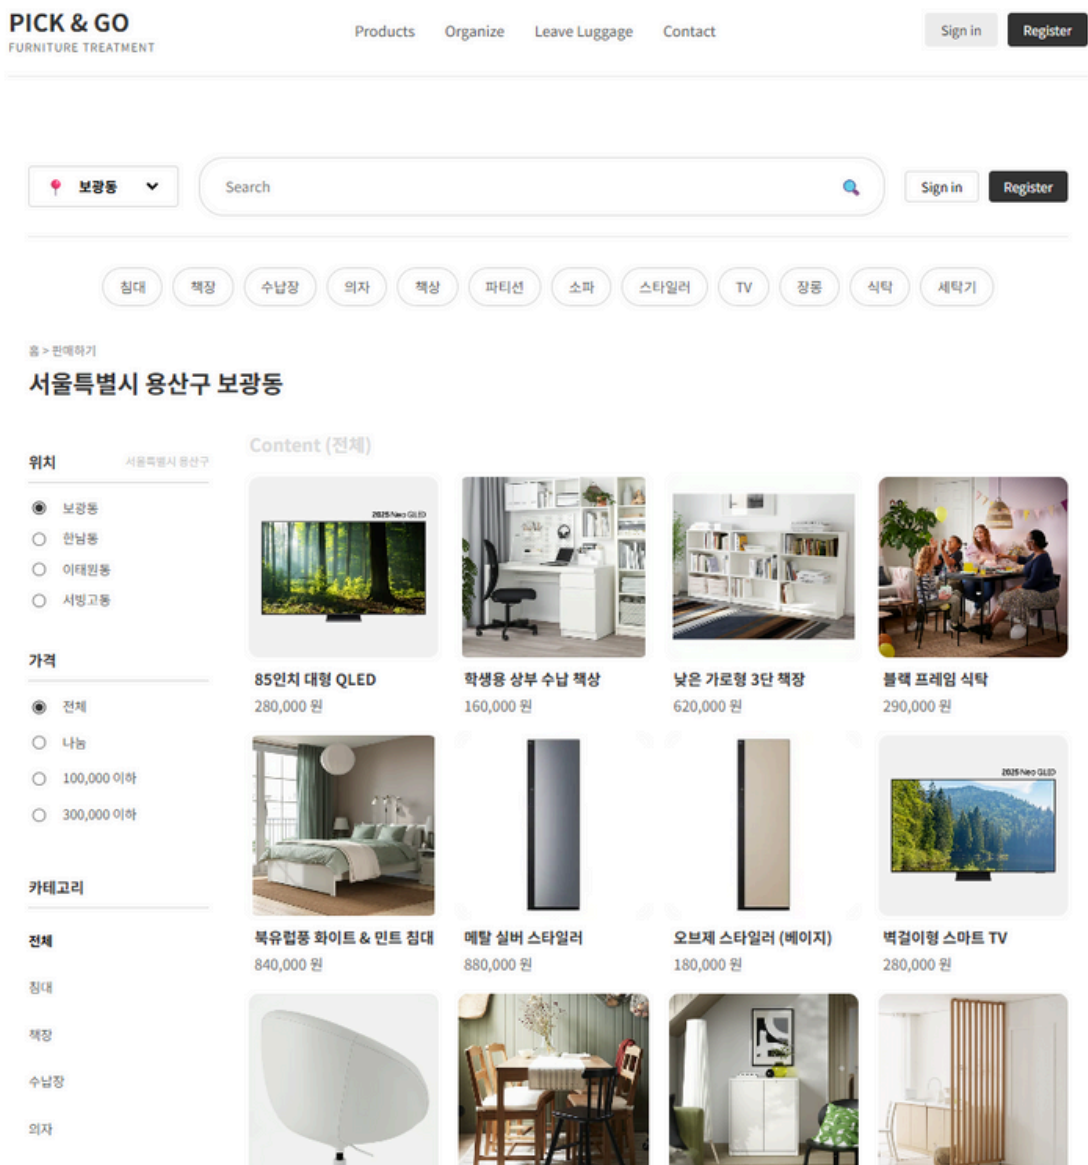 PICK & GO
FURNITURE TREATMENT
Products Organize Leave Luggage Contact
Sign in Register
보광동
Search
Sign in Register
침대 책장 수납장 의자 책상 파티션 소파 스타일러 TV 장롱 식탁 세탁기
홈 > 판매하기
서울특별시 용산구 보광동
위치 서울특별시 용산구
보광동
한남동
이태원동
서빙고동
가격
전체
나눔
100,000 이하
300,000 이하
카테고리
전체
침대
책장
수납장
의자
Content (전체)
2025 Neo QLED
85인치 대형 QLED
280,000 원
학생용 상부 수납 책상
160,000 원
낮은 가로형 3단 책장
620,000 원
블랙 프레임 식탁
290,000 원
북유럽풍 화이트 & 민트 침대
840,000 원
메탈 실버 스타일러
880,000 원
오브제 스타일러 (베이지)
180,000 원
2025 Neo QLED
벽걸이형 스마트 TV
280,000 원